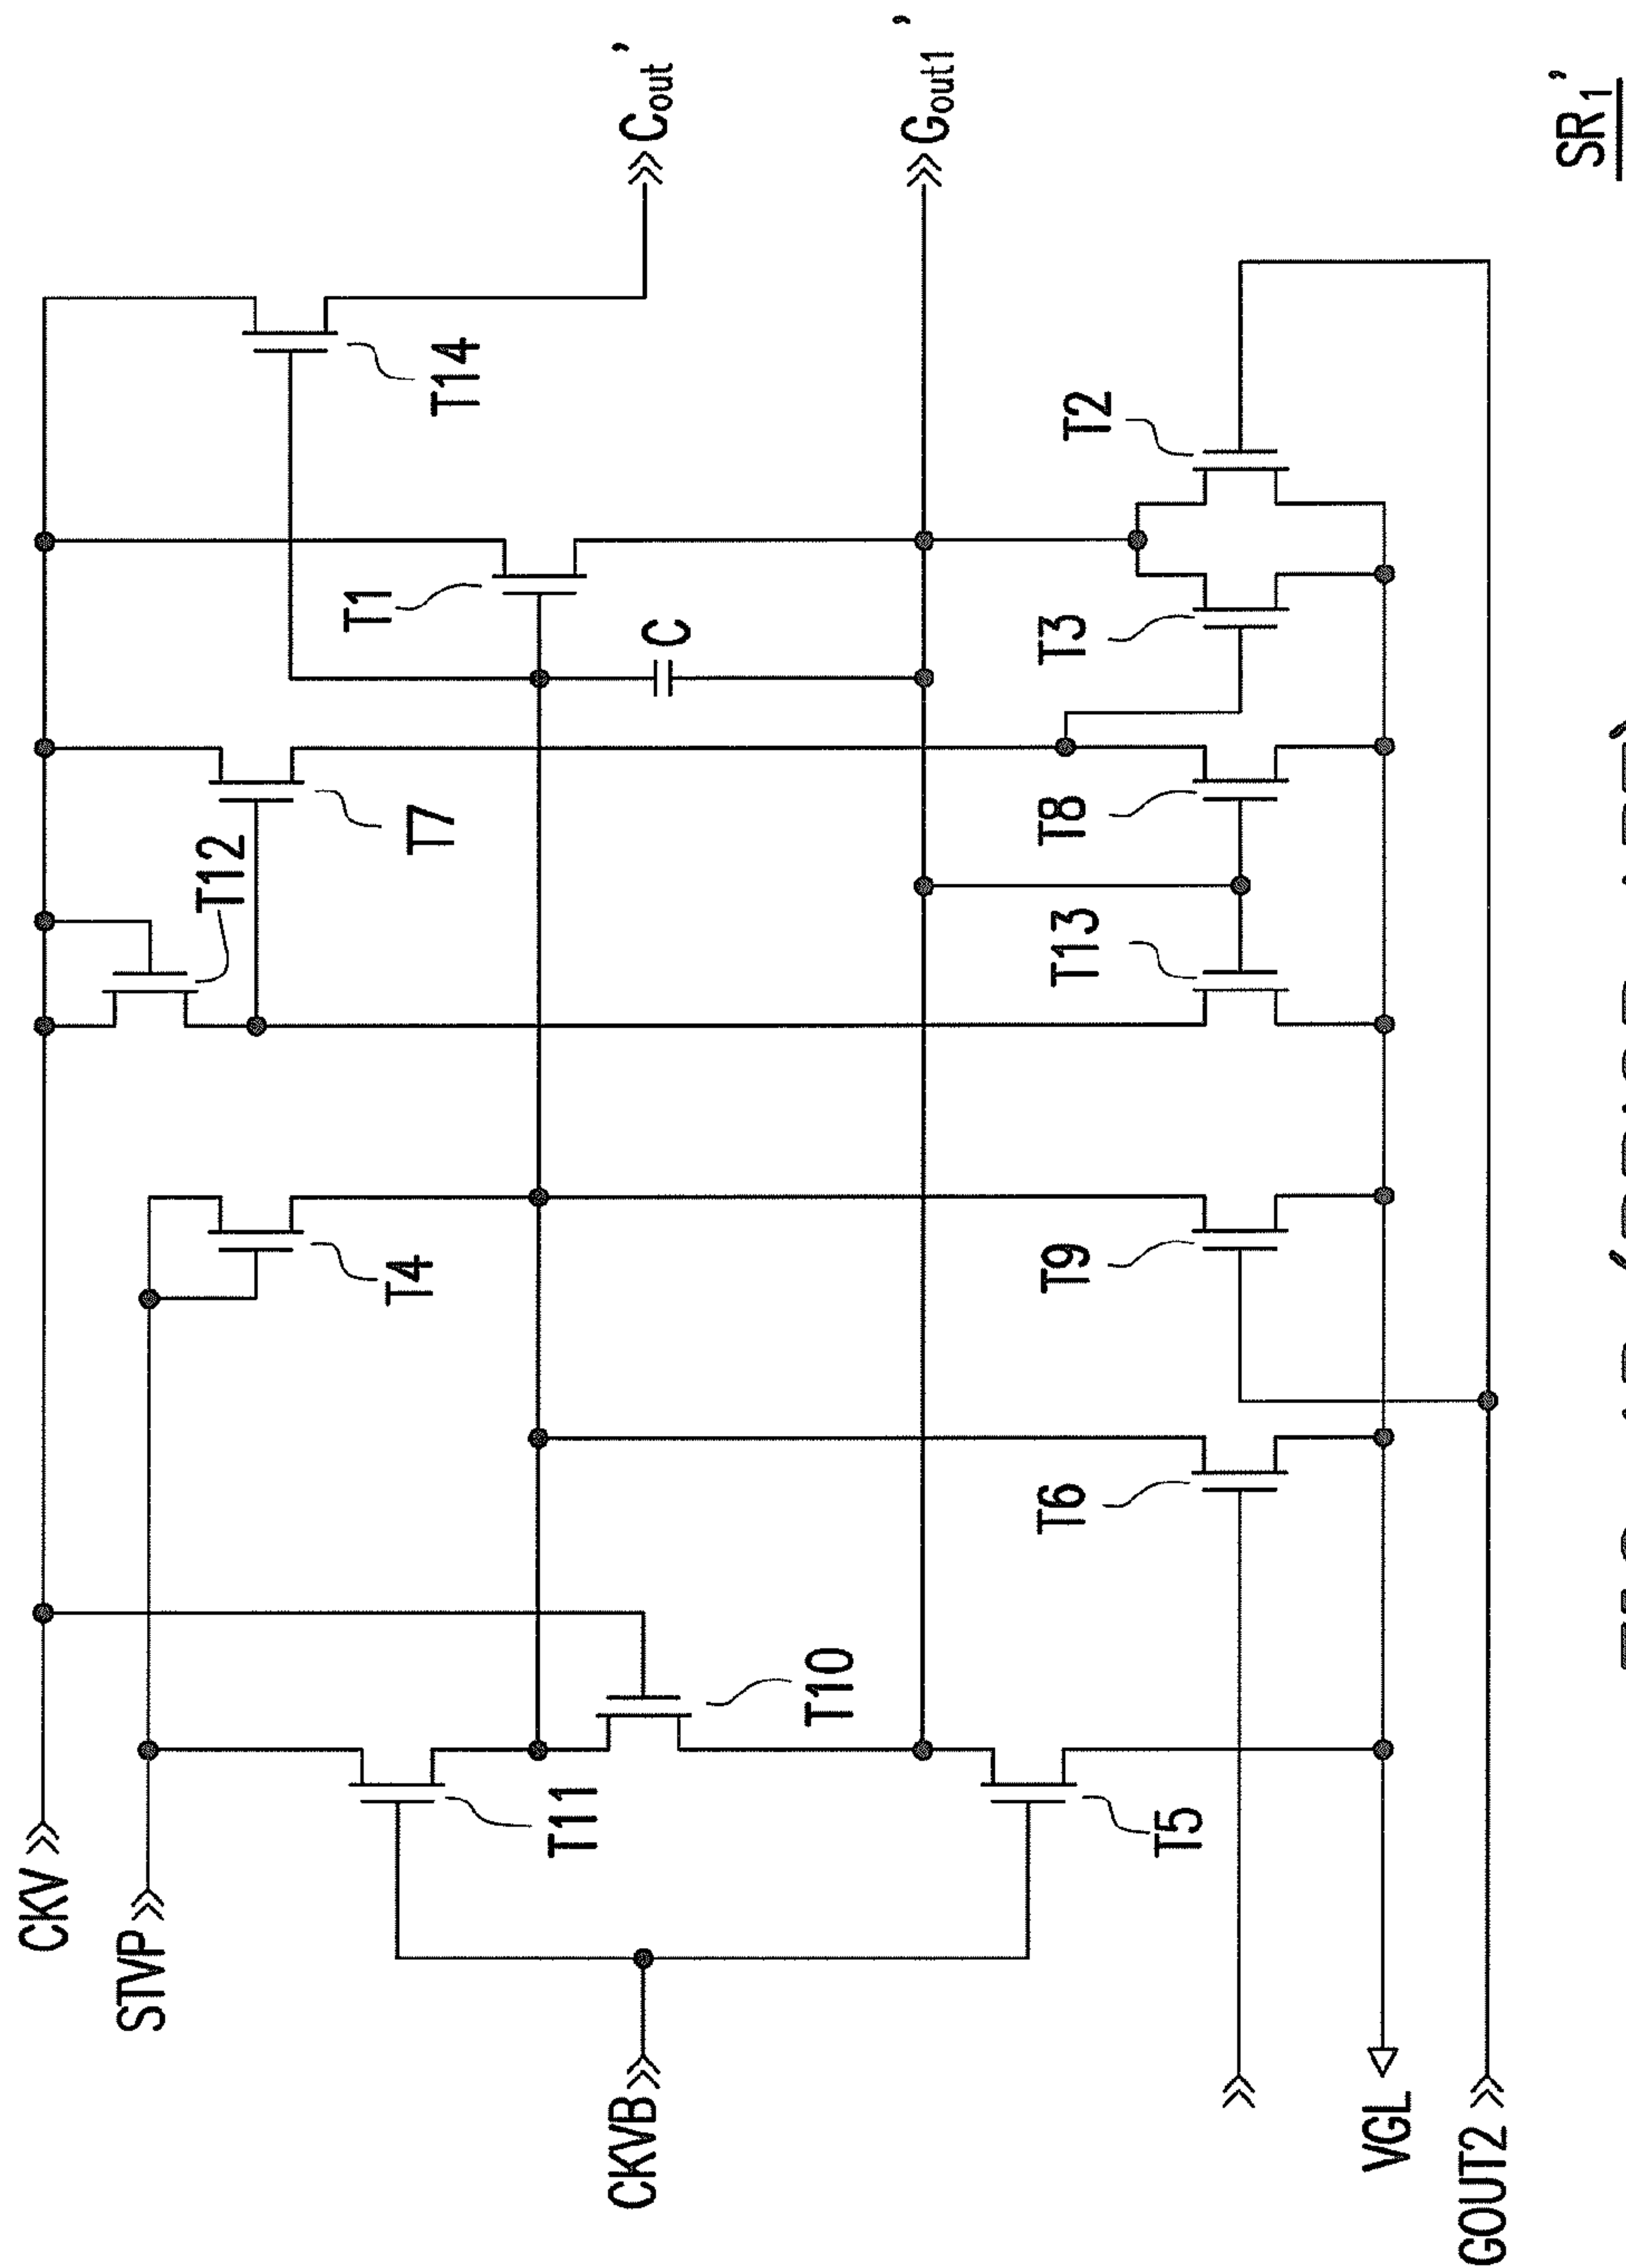 CKV
STVP
CKVB
VGL
GOUT2
T11
T10
T5
T6
T4
T9
T12
T7
T13
T8
T1
C
T3
T14
T2
Cout'
Gout1'
SR1'